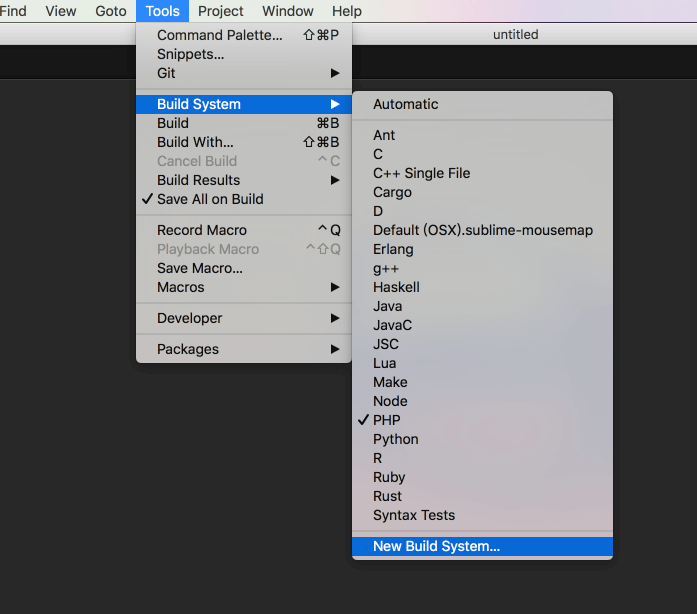 Find View Goto Tools Project Window Help
untitled
Command Palette... ⇧⌘P
Snippets...
Git ▶
Build System ▶
Build ⌘B
Build With... ⇧⌘B
Cancel Build ^C
Build Results ▶
✓ Save All on Build
Record Macro ^Q
Playback Macro ^⇧Q
Save Macro...
Macros ▶
Developer ▶
Packages ▶
Automatic
Ant
C
C++ Single File
Cargo
D
Default (OSX).sublime-mousemap
Erlang
g++
Haskell
Java
JavaC
JSC
Lua
Make
Node
✓ PHP
Python
R
Ruby
Rust
Syntax Tests
New Build System...